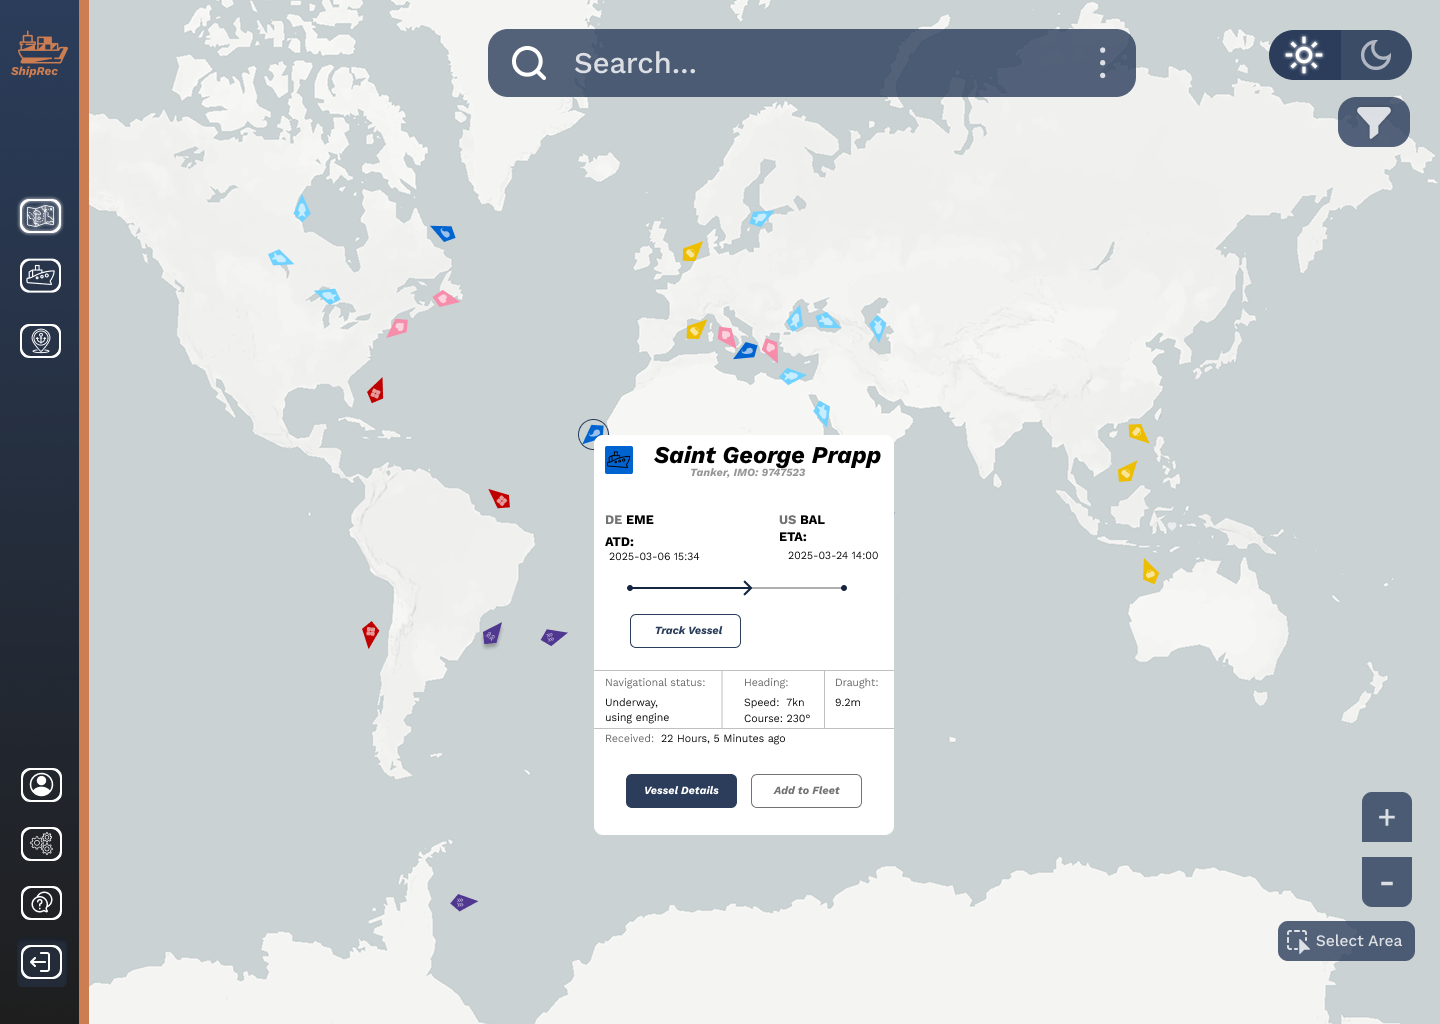 ShipRec
Search...
Saint George Prapp
Tanker, IMO: 9747523
DE EME
US BAL
ATD:
ETA:
2025-03-06 15:34
2025-03-24 14:00
Track Vessel
Navigational status:
Underway,
using engine
Heading:
Speed: 7kn
Course: 230°
Draught:
9.2m
Received: 22 Hours, 5 Minutes ago
Vessel Details
Add to Fleet
+
-
Select Area